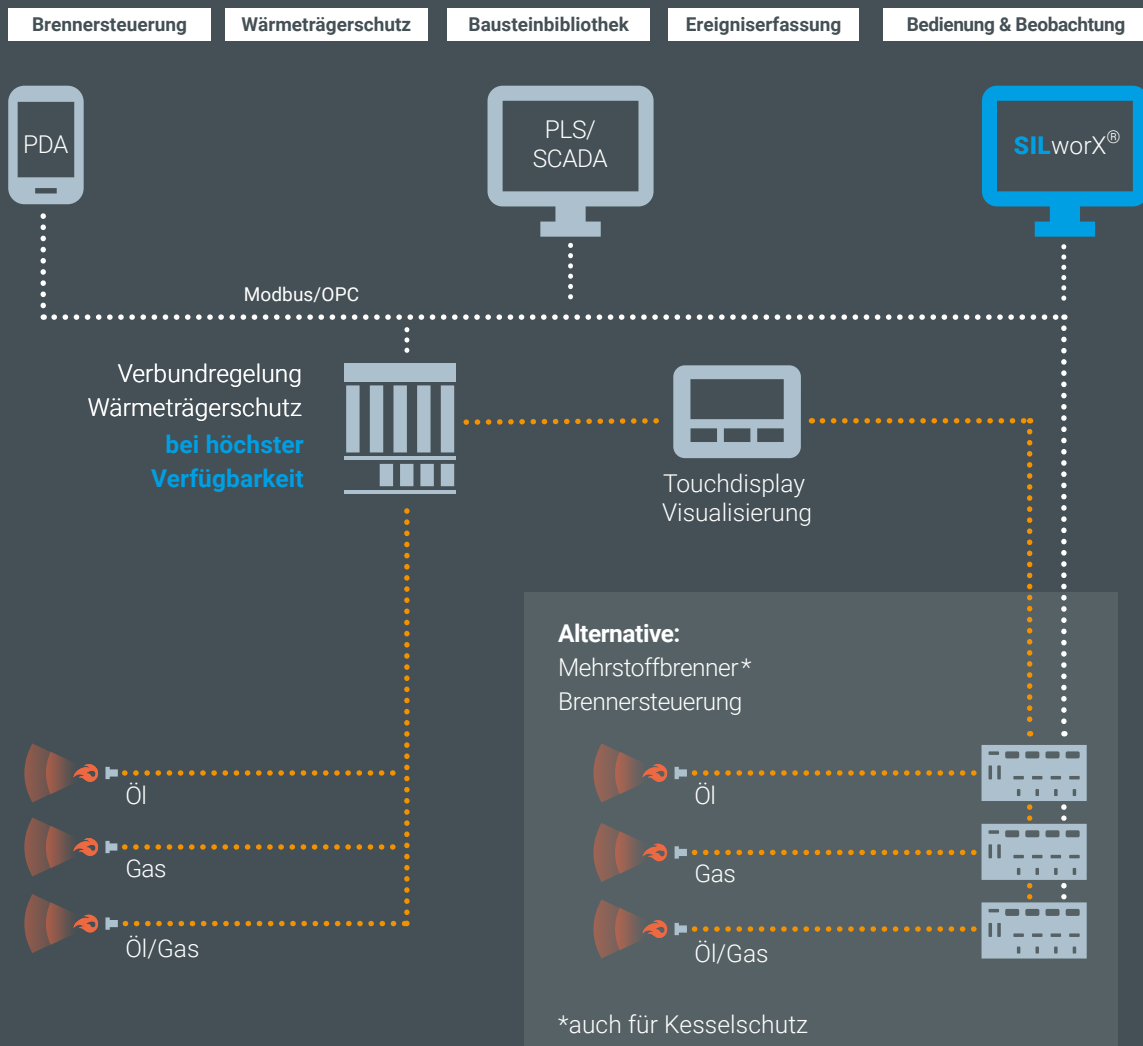 Brennersteuerung
Wärmeträgerschutz
Bausteinbibliothek
Ereigniserfassung
Bedienung & Beobachtung
PDA
PLS/
SCADA
SILworX®
Modbus/OPC
Verbundregelung
Wärmeträgerschutz
bei höchster
Verfügbarkeit
Touchdisplay
Visualisierung
Öl
Gas
Öl/Gas
Alternative:
Mehrstoffbrenner*
Brennersteuerung
Öl
Gas
Öl/Gas
*auch für Kesselschutz